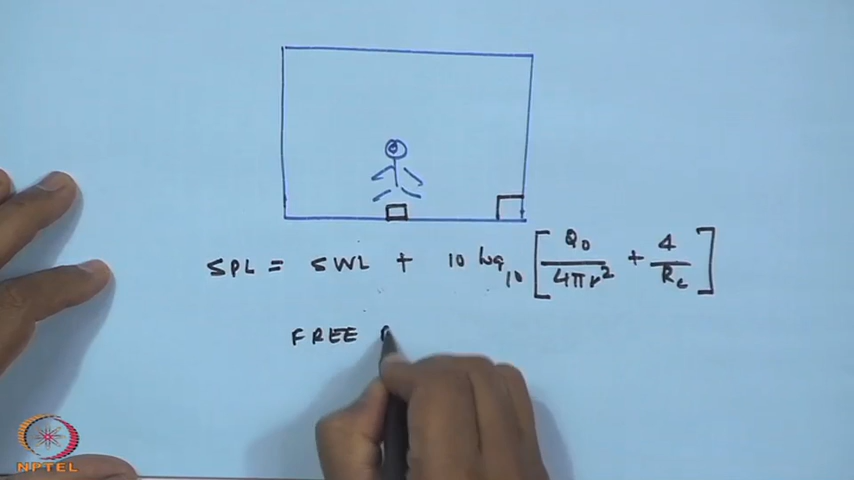 SPL = SWL + 10 log10 [ Q0 / 4πr² + 4 / Rc ]
FREE
NPTEL